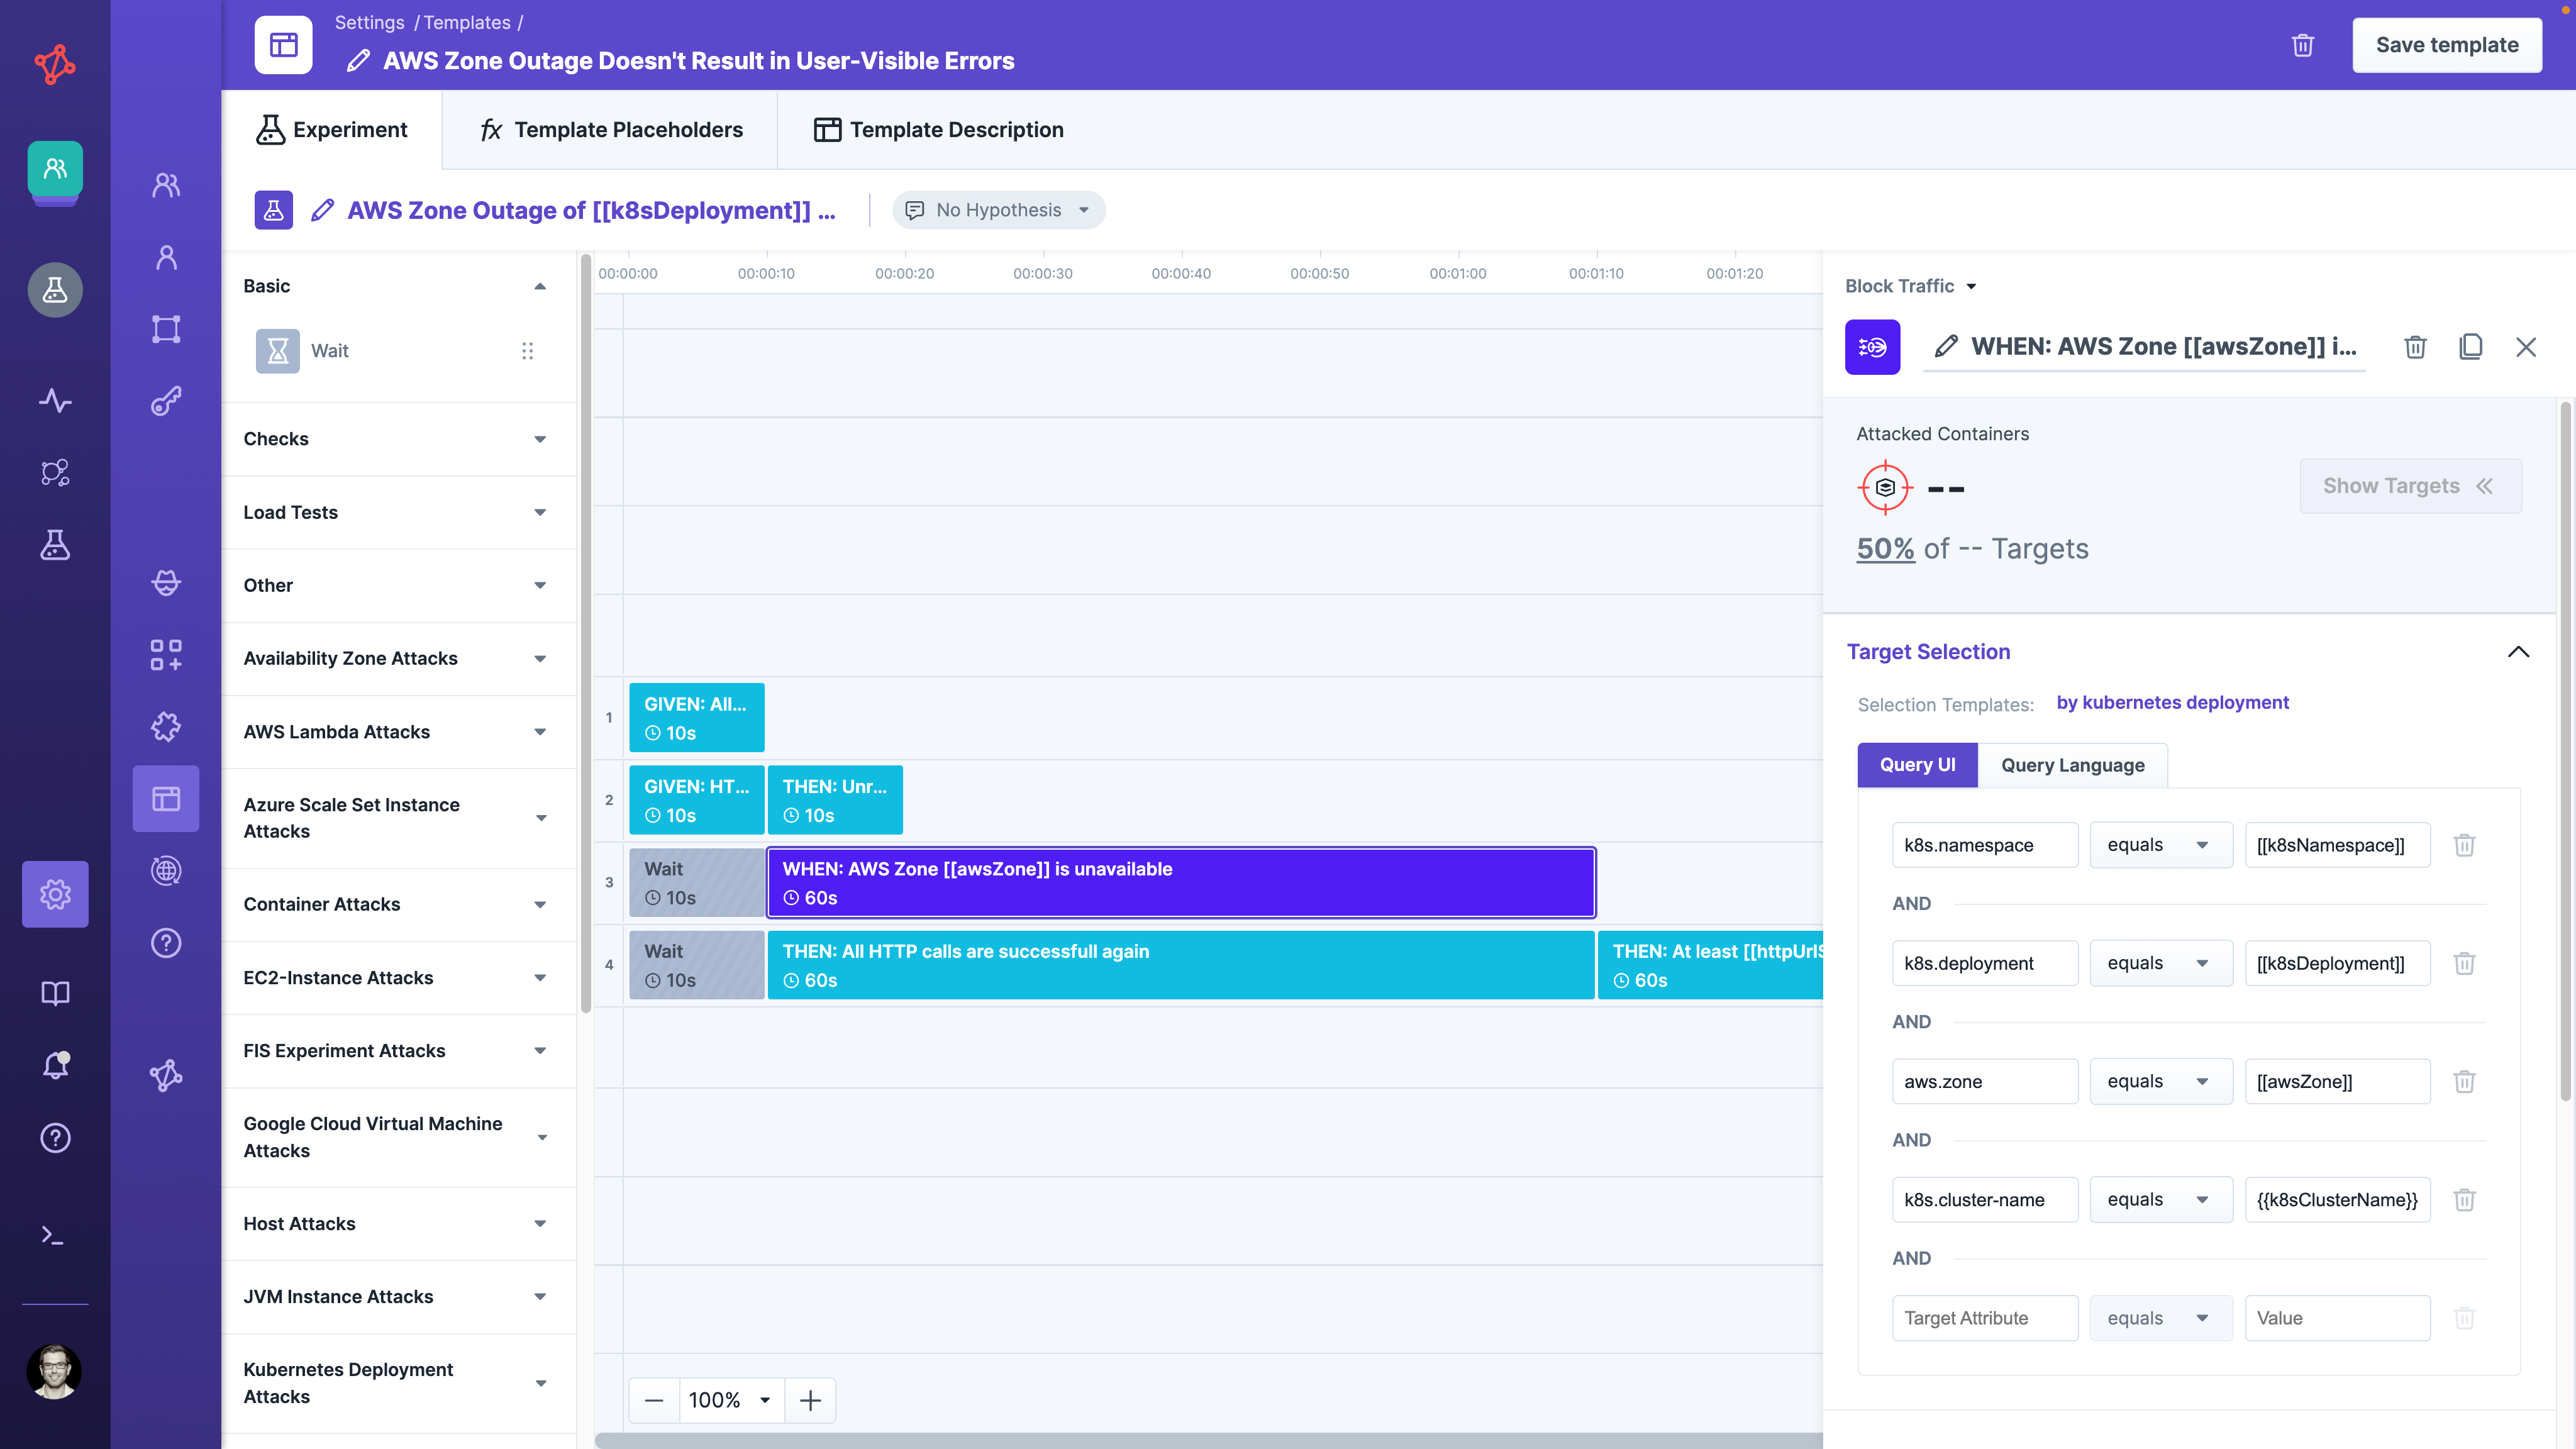 Settings / Templates /
AWS Zone Outage Doesn't Result in User-Visible Errors
Save template
Experiment
fx Template Placeholders
Template Description
AWS Zone Outage of [[k8sDeployment]] ...
No Hypothesis
Basic
Wait
Checks
Load Tests
Other
Availability Zone Attacks
AWS Lambda Attacks
Azure Scale Set Instance
Attacks
Container Attacks
EC2-Instance Attacks
FIS Experiment Attacks
Google Cloud Virtual Machine
Attacks
Host Attacks
JVM Instance Attacks
Kubernetes Deployment
Attacks
00:00:00 00:00:10 00:00:20 00:00:30 00:00:40 00:00:50 00:01:00 00:01:10 00:01:20
1
GIVEN: All...
10s
2
GIVEN: HT...
10s
THEN: Unr...
10s
3
Wait
10s
WHEN: AWS Zone [[awsZone]] is unavailable
60s
4
Wait
10s
THEN: All HTTP calls are successfull again
60s
THEN: At least [[httpUrlS
60s
100%
Block Traffic
WHEN: AWS Zone [[awsZone]] i...
Attacked Containers
--
Show Targets
50% of -- Targets
Target Selection
Selection Templates: by kubernetes deployment
Query UI
Query Language
k8s.namespace equals [[k8sNamespace]]
AND
k8s.deployment equals [[k8sDeployment]]
AND
aws.zone equals [[awsZone]]
AND
k8s.cluster-name equals {{k8sClusterName}}
AND
Target Attribute equals Value